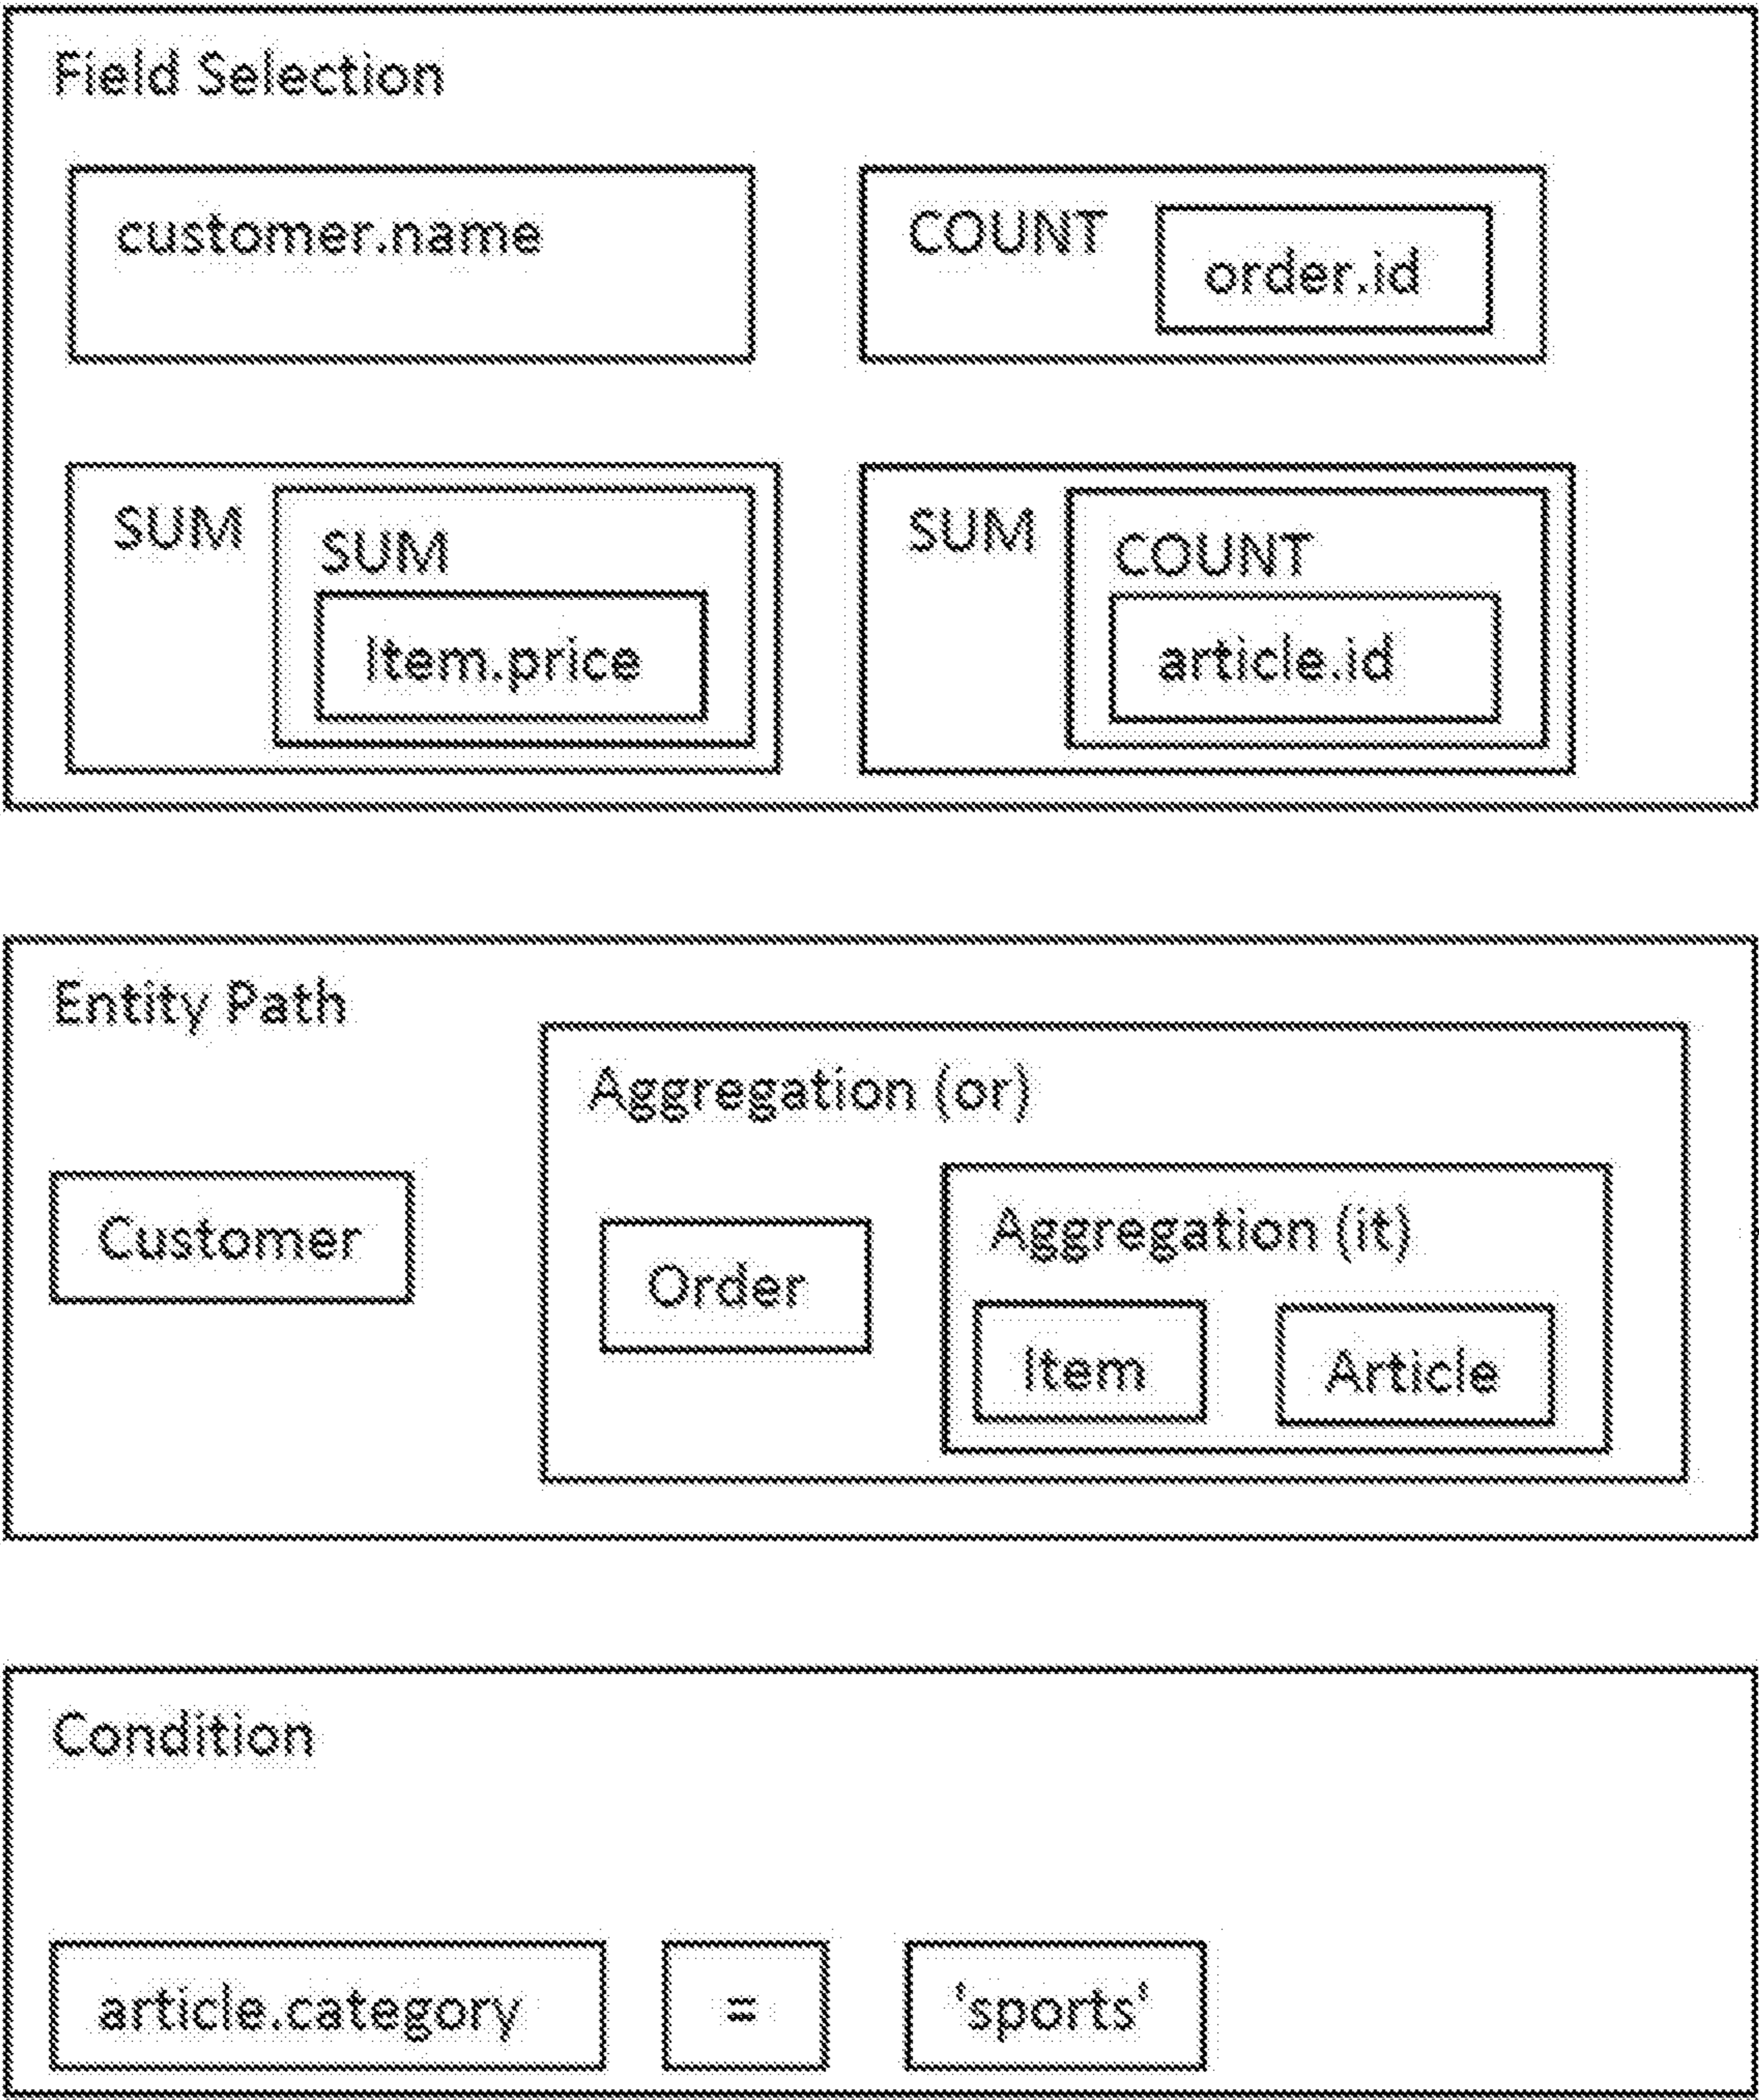 Field Selection
customer.name
COUNT
order.id
SUM
SUM
Item.price
SUM
COUNT
article.id
Entity Path
Aggregation (or)
Customer
Order
Aggregation (it)
Item
Article
Condition
article.category
=
'sports'